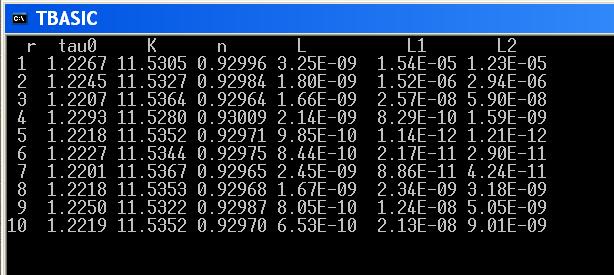 TBASIC
r tau0 K n L L1 L2
1 1.2267 11.5305 0.92996 3.25E-09 1.54E-05 1.23E-05
2 1.2245 11.5327 0.92984 1.80E-09 1.52E-06 2.94E-06
3 1.2207 11.5364 0.92964 1.66E-09 2.57E-08 5.90E-08
4 1.2293 11.5280 0.93009 2.14E-09 8.29E-10 1.59E-09
5 1.2218 11.5352 0.92971 9.85E-10 1.14E-12 1.21E-12
6 1.2227 11.5344 0.92975 8.44E-10 2.17E-11 2.90E-11
7 1.2201 11.5367 0.92965 2.45E-09 8.86E-11 4.24E-11
8 1.2218 11.5353 0.92968 1.67E-09 2.34E-09 3.18E-09
9 1.2250 11.5322 0.92987 8.05E-10 1.24E-08 5.05E-09
10 1.2219 11.5352 0.92970 6.53E-10 2.13E-08 9.01E-09